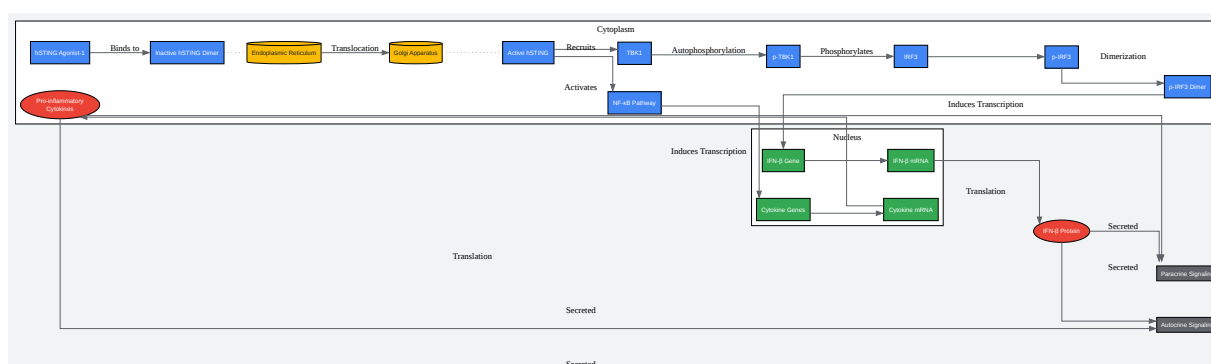 Cytoplasm
hSTING Agonist-1
Binds to
Inactive hSTING Dimer
Endoplasmic Reticulum
Translocation
Golgi Apparatus
Active hSTING
Recruits
TBK1
Autophosphorylation
p-TBK1
Phosphorylates
IRF3
p-IRF3
Dimerization
p-IRF3 Dimer
Activates
NF-κB Pathway
Induces Transcription
Pro-inflammatory
Cytokines
Nucleus
Induces Transcription
IFN-β Gene
IFN-β mRNA
Translation
Cytokine Genes
Cytokine mRNA
IFN-β Protein
Secreted
Translation
Secreted
Paracrine Signalin
Secreted
Autocrine Signalin
Secreted